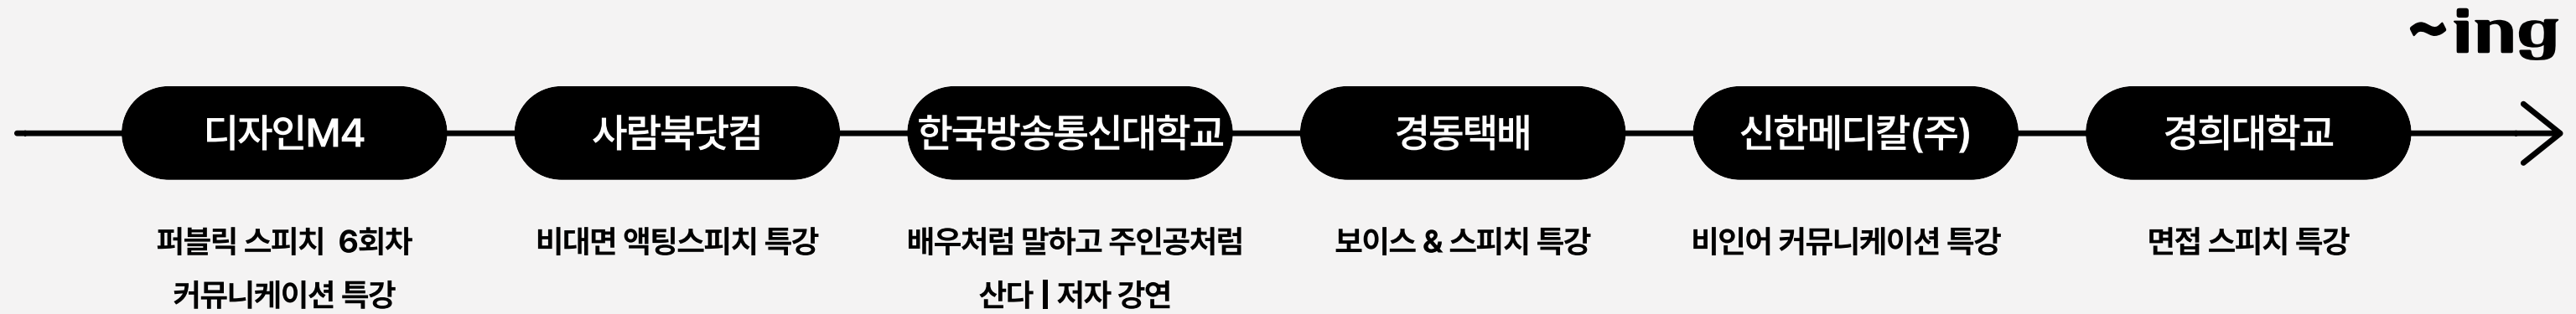 ~ing
디자인M4
사람북닷컴
한국방송통신대학교
경동택배
신한메디칼(주)
경희대학교
퍼블릭 스피치 6회차
커뮤니케이션 특강
비대면 액팅스피치 특강
배우처럼 말하고 주인공처럼
산다 | 저자 강연
보이스 & 스피치 특강
비인어 커뮤니케이션 특강
면접 스피치 특강